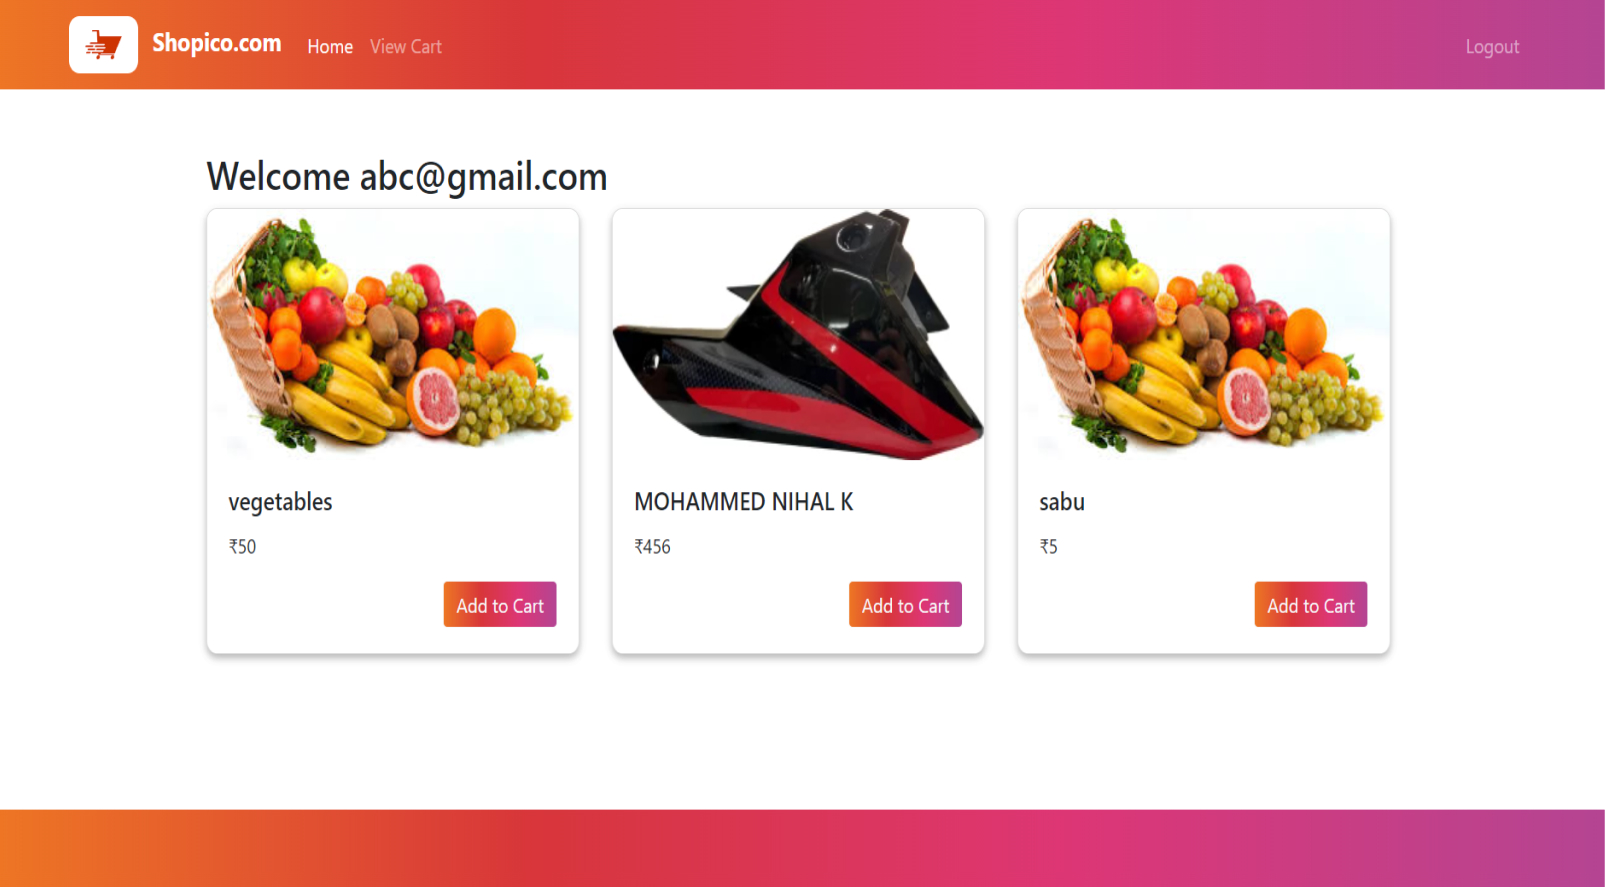 Shopico.com Home View Cart Logout
Welcome abc@gmail.com
vegetables
₹50
Add to Cart
MOHAMMED NIHAL K
₹456
Add to Cart
sabu
₹5
Add to Cart